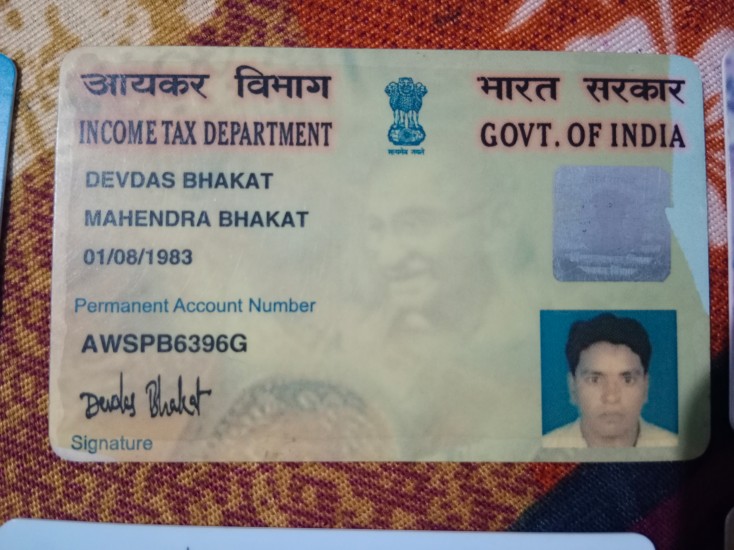 आयकर विभाग
भारत सरकार
INCOME TAX DEPARTMENT
GOVT. OF INDIA
सत्यमेव जयते
DEVDAS BHAKAT
MAHENDRA BHAKAT
01/08/1983
Permanent Account Number
AWSPB6396G
Devdas Bhakat
Signature